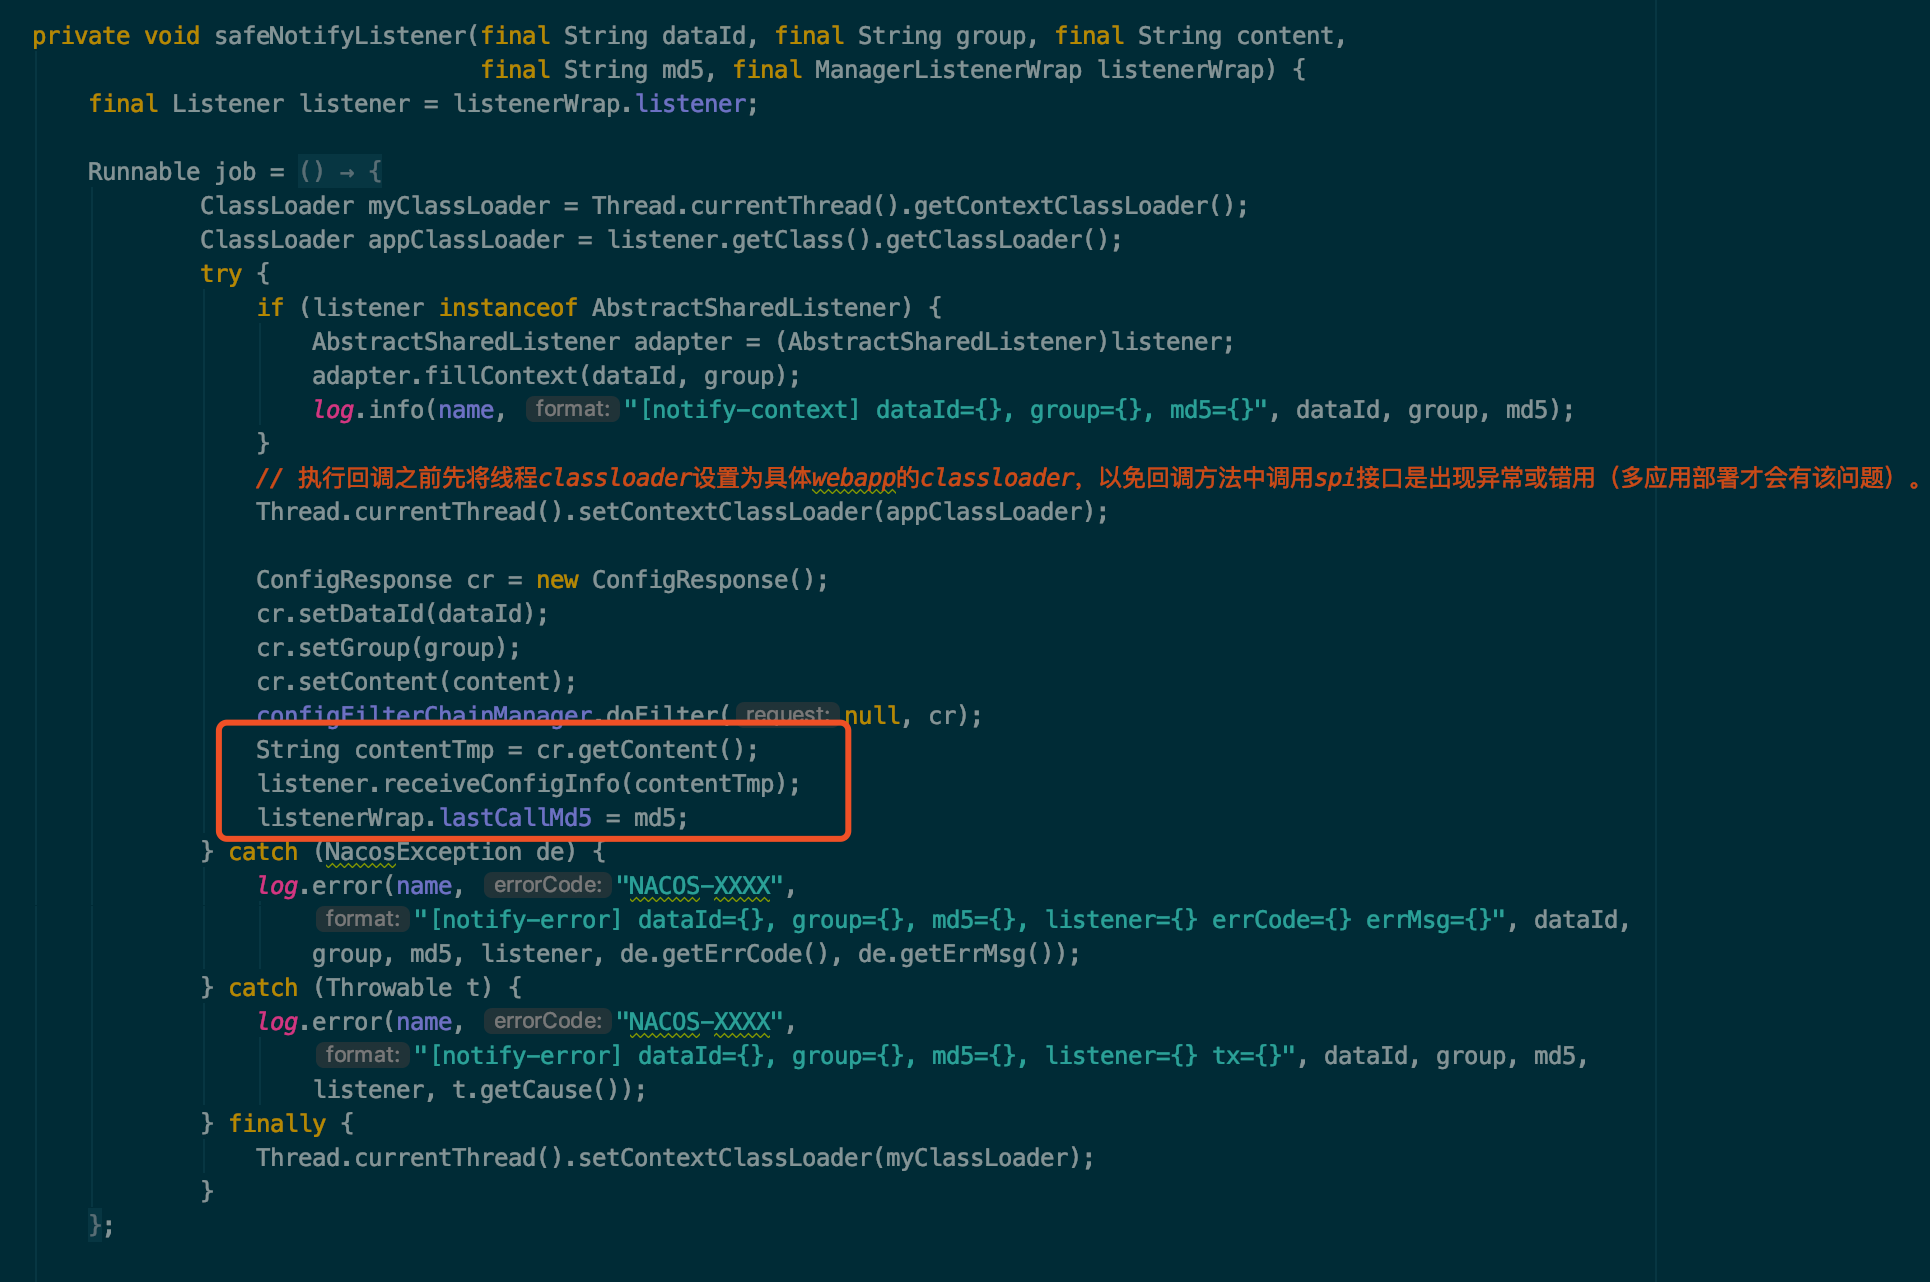 private void safeNotifyListener(final String dataId, final String group, final String content,
final String md5, final ManagerListenerWrap listenerWrap) {
final Listener listener = listenerWrap.listener;
Runnable job = () → {
ClassLoader myClassLoader = Thread.currentThread().getContextClassLoader();
ClassLoader appClassLoader = listener.getClass().getClassLoader();
try {
if (listener instanceof AbstractSharedListener) {
AbstractSharedListener adapter = (AbstractSharedListener)listener;
adapter.fillContext(dataId, group);
log.info(name, format: "[notify-context] dataId={}, group={}, md5={}", dataId, group, md5);
}
// 执行回调之前先将线程classloader设置为具体webapp的classloader，以免回调方法中调用spi接口是出现异常或错用（多应用部署才会有该问题）。
Thread.currentThread().setContextClassLoader(appClassLoader);
ConfigResponse cr = new ConfigResponse();
cr.setDataId(dataId);
cr.setGroup(group);
cr.setContent(content);
configFilterChainManager.doFilter( request: null, cr);
String contentTmp = cr.getContent();
listener.receiveConfigInfo(contentTmp);
listenerWrap.lastCallMd5 = md5;
} catch (NacosException de) {
log.error(name, errorCode: "NACOS-XXXX",
format: "[notify-error] dataId={}, group={}, md5={}, listener={} errCode={} errMsg={}", dataId,
group, md5, listener, de.getErrCode(), de.getErrMsg());
} catch (Throwable t) {
log.error(name, errorCode: "NACOS-XXXX",
format: "[notify-error] dataId={}, group={}, md5={}, listener={} tx={}", dataId, group, md5,
listener, t.getCause());
} finally {
Thread.currentThread().setContextClassLoader(myClassLoader);
}
};